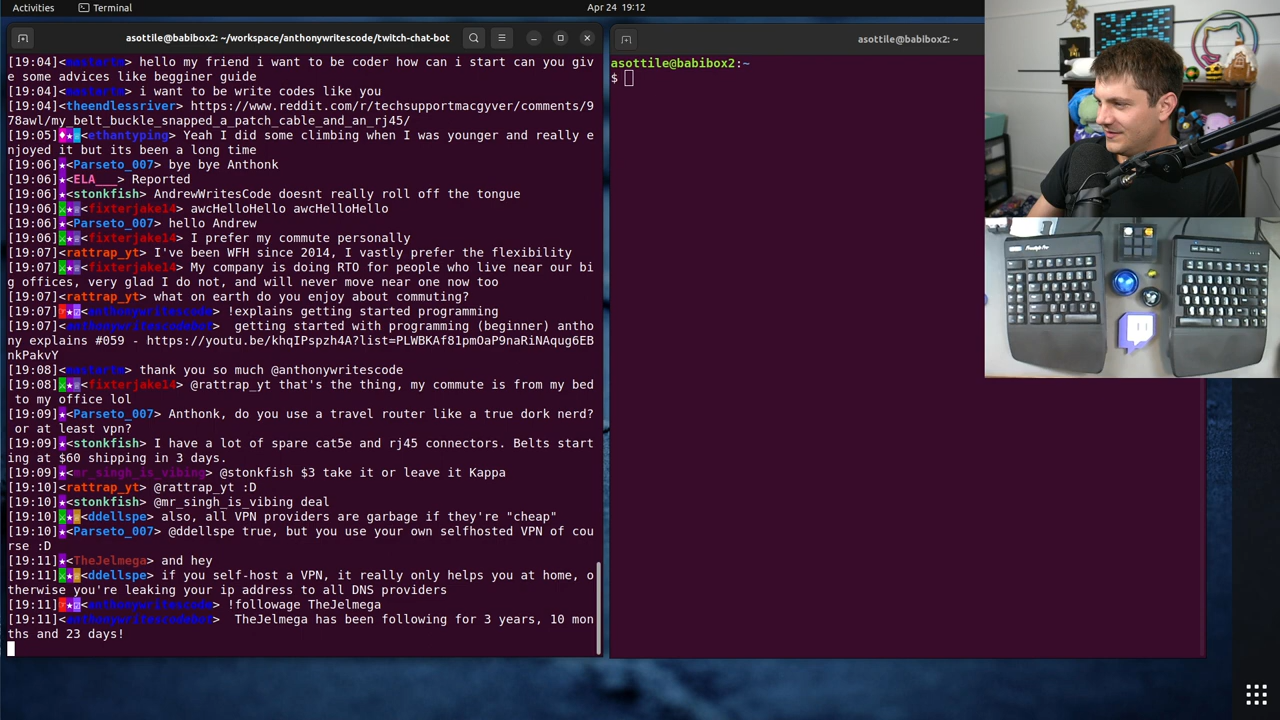 Activities
Terminal
Apr 24 19:12
asottile@babibox2: ~/workspace/anthonywritescode/twitch-chat-bot
[19:04]<mustartm> hello my friend i want to be coder how can i start can you giv
e some advices like begginer guide
[19:04]<mustartm> i want to be write codes like you
[19:04]<theendlessriver> https://www.reddit.com/r/techsupportmacgyver/comments/9
78awl/my_belt_buckle_snapped_a_patch_cable_and_an_rj45/
[19:05]<ethantyping> Yeah I did some climbing when I was younger and really e
njoyed it but its been a long time
[19:06]<Parseto_007> bye bye Anthonk
[19:06]<ELA___> Reported
[19:06]<stonkfish> AndrewWritesCode doesnt really roll off the tongue
[19:06]<fixterjake14> awcHelloHello awcHelloHello
[19:06]<Parseto_007> hello Andrew
[19:06]<fixterjake14> I prefer my commute personally
[19:07]<rattrap_yt> I've been WFH since 2014, I vastly prefer the flexibility
[19:07]<fixterjake14> My company is doing RTO for people who live near our bi
g offices, very glad I do not, and will never move near one now too
[19:07]<rattrap_yt> what on earth do you enjoy about commuting?
[19:07]<anthonywritescode> !explains getting started programming
[19:07]<anthonywritescodebot>  getting started with programming (beginner) antho
ny explains #059 - https://youtu.be/khqIPspzh4A?list=PLWBKAf81pmOaP9naRiNAqug6EB
nkPakvY
[19:08]<mustartm> thank you so much @anthonywritescode
[19:08]<fixterjake14> @rattrap_yt that's the thing, my commute is from my bed
to my office lol
[19:09]<Parseto_007> Anthonk, do you use a travel router like a true dork nerd?
or at least vpn?
[19:09]<stonkfish> I have a lot of spare cat5e and rj45 connectors. Belts start
ing at $60 shipping in 3 days.
[19:09]<mr_singh_is_vibing> @stonkfish $3 take it or leave it Kappa
[19:10]<rattrap_yt> @rattrap_yt :D
[19:10]<stonkfish> @mr_singh_is_vibing deal
[19:10]<ddellspe> also, all VPN providers are garbage if they're "cheap"
[19:10]<Parseto_007> @ddellspe true, but you use your own selfhosted VPN of cou
rse :D
[19:11]<TheJelmega> and hey
[19:11]<ddellspe> if you self-host a VPN, it really only helps you at home, o
therwise you're leaking your ip address to all DNS providers
[19:11]<anthonywritescode> !followage TheJelmega
[19:11]<anthonywritescodebot>  TheJelmega has been following for 3 years, 10 mon
ths and 23 days!
asottile@babibox2: ~
asottile@babibox2:~
$